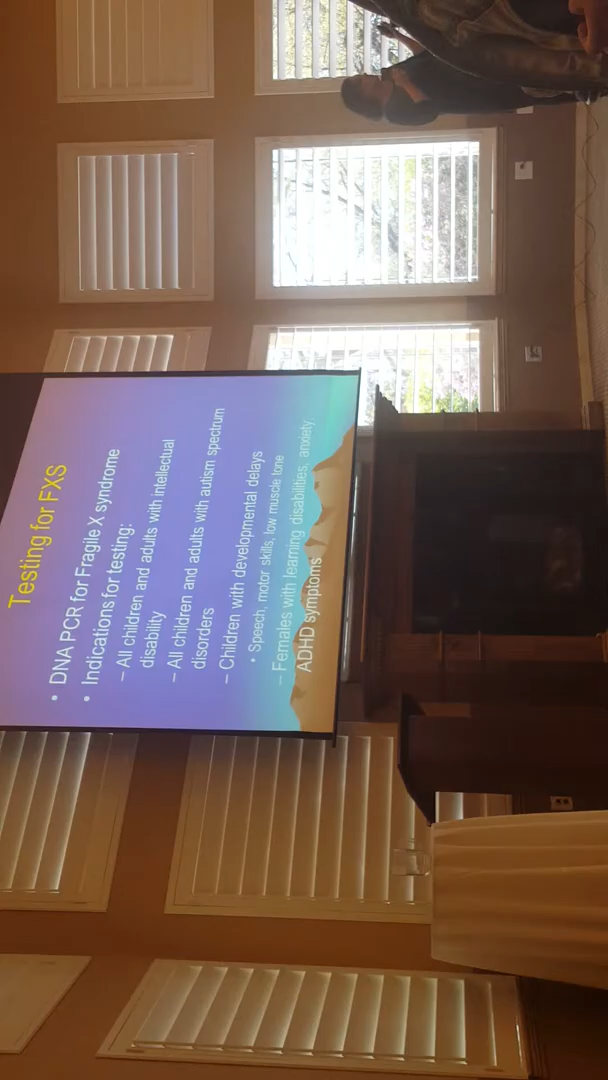 Testing for FXS
• DNA PCR for Fragile X syndrome
• Indications for testing:
– All children and adults with intellectual
disability
– All children and adults with autism spectrum
disorders
– Children with developmental delays
• Speech, motor skills, low muscle tone
– Females with learning disabilities, anxiety,
ADHD symptoms